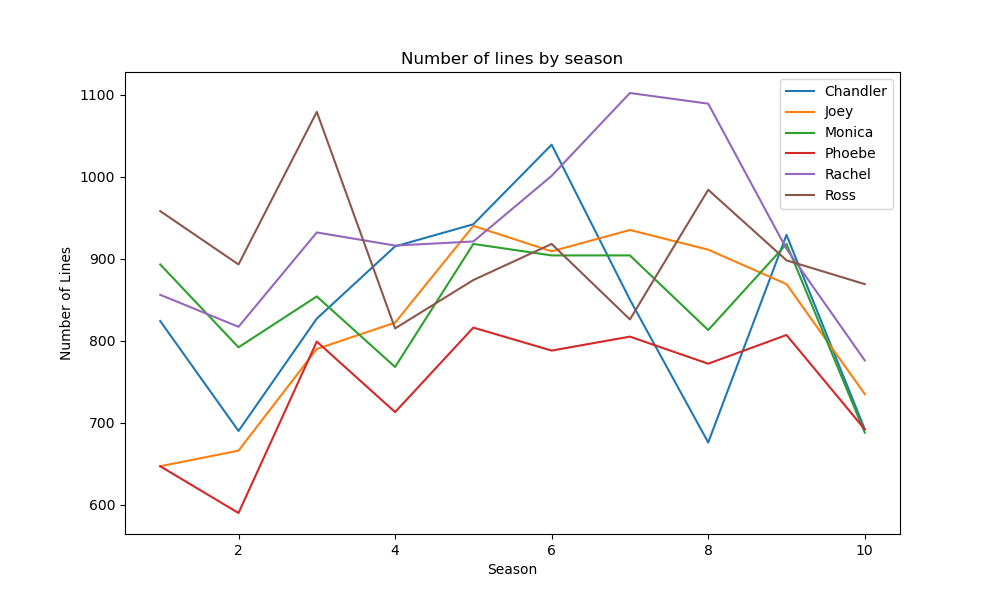 Number of lines by season
Chandler
Joey
Monica
Phoebe
Rachel
Ross
1100
1000
900
800
700
600
Number of Lines
2 4 6 8 10
Season